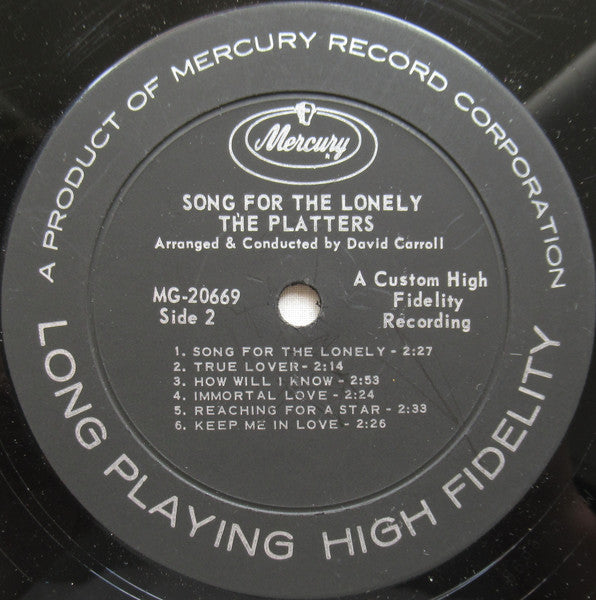 A PRODUCT OF MERCURY RECORD CORPORATION
Mercury
SONG FOR THE LONELY
THE PLATTERS
Arranged & Conducted by David Carroll
MG-20669
Side 2
A Custom High
Fidelity
Recording
1. SONG FOR THE LONELY - 2:27
2. TRUE LOVER - 2:14
3. HOW WILL I KNOW - 2:53
4. IMMORTAL LOVE - 2:24
5. REACHING FOR A STAR - 2:33
6. KEEP ME IN LOVE - 2:26
LONG PLAYING HIGH FIDELITY